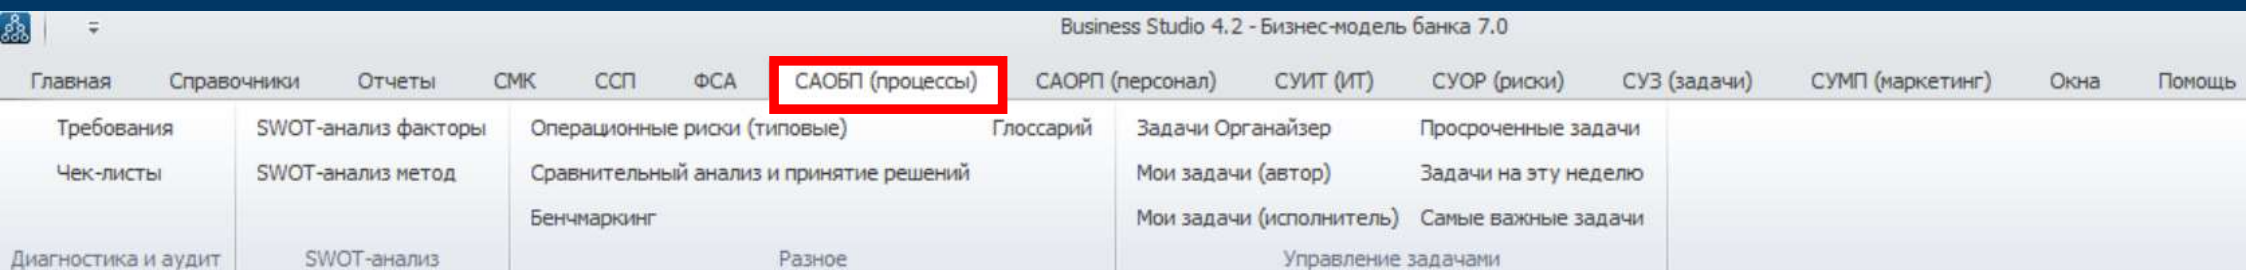 Business Studio 4.2 - Бизнес-модель банка 7.0
Главная Справочники Отчеты СМК ССП ФСА САОБП (процессы) САОРП (персонал) СУИТ (ИТ) СУОР (риски) СУЗ (задачи) СУМП (маркетинг) Окна Помощь
Требования SWOT-анализ факторы Операционные риски (типовые) Глоссарий Задачи Органайзер Просроченные задачи
Чек-листы SWOT-анализ метод Сравнительный анализ и принятие решений Мои задачи (автор) Задачи на эту неделю
Бенчмаркинг Мои задачи (исполнитель) Самые важные задачи
Диагностика и аудит SWOT-анализ Разное Управление задачами